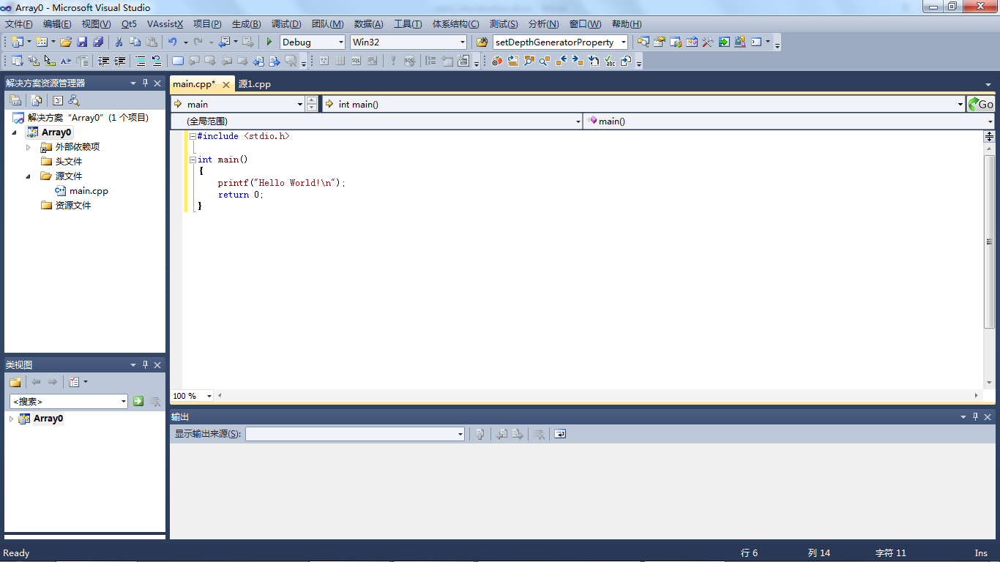 Array0 - Microsoft Visual Studio
文件(F) 编辑(E) 视图(V) Qt5 VAssistX 项目(P) 生成(B) 调试(D) 团队(M) 数据(A) 工具(T) 体系结构(C) 测试(S) 分析(N) 窗口(W) 帮助(H)
Debug Win32 setDepthGeneratorProperty
解决方案资源管理器
解决方案“Array0”(1 个项目)
Array0
外部依赖项
头文件
源文件
main.cpp
资源文件
main.cpp* 源1.cpp
main int main() Go
(全局范围) main()
#include <stdio.h>
int main()
{
printf("Hello World!\n");
return 0;
}
100 %
类视图
<搜索>
Array0
输出
显示输出来源(S):
Ready 行 6 列 14 字符 11 Ins